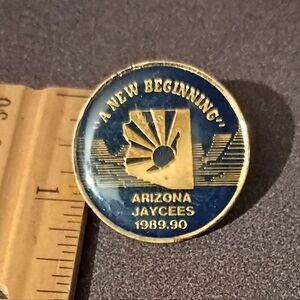 "A NEW BEGINNING"
ARIZONA
JAYCEES
1989.90
1